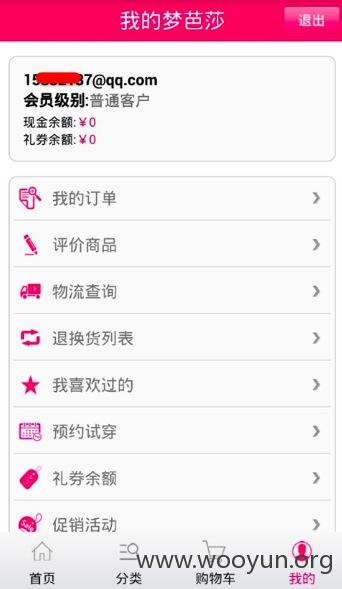 我的梦芭莎
退出
37@qq.com
会员级别:普通客户
现金余额:￥0
礼券余额:￥0
我的订单
评价商品
物流查询
退换货列表
我喜欢过的
预约试穿
礼券余额
促销活动
首页
分类
购物车
我的
www.wooyun.org